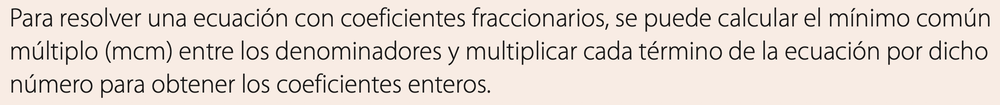 Para resolver una ecuación con coeficientes fraccionarios, se puede calcular el mínimo común
múltiplo (mcm) entre los denominadores y multiplicar cada término de la ecuación por dicho
número para obtener los coeficientes enteros.